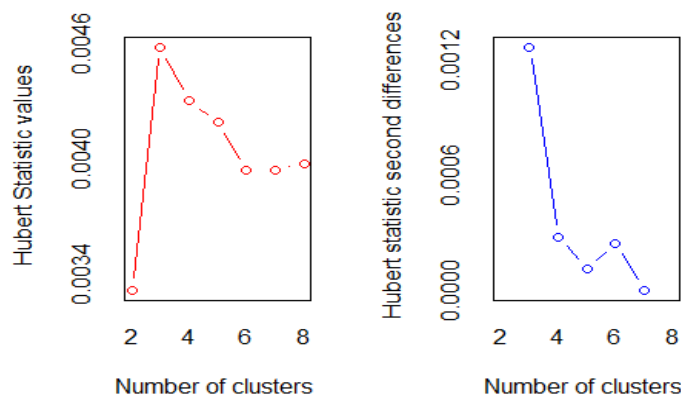 Hubert Statistic values
0.0034 0.0040 0.0046
2 4 6 8
Number of clusters
Hubert statistic second differences
0.0000 0.0006 0.0012
2 4 6 8
Number of clusters